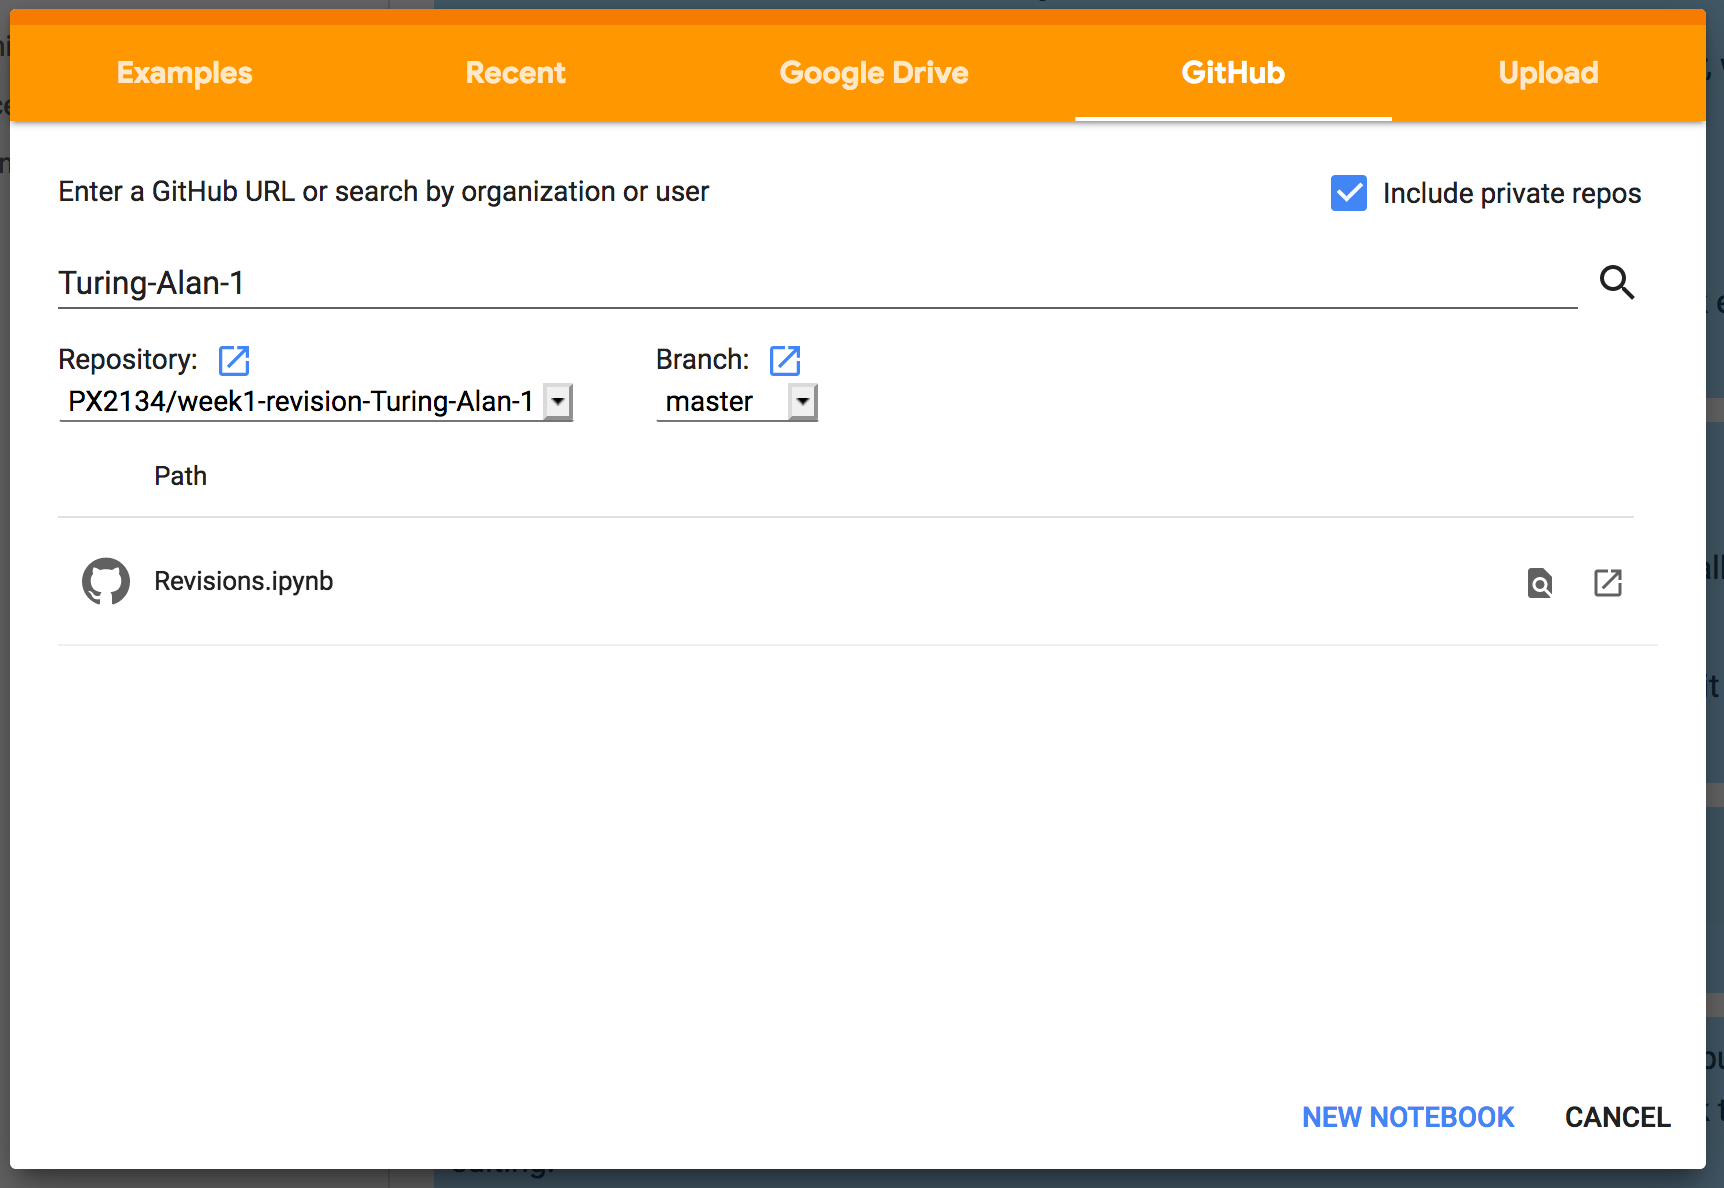 Examples Recent Google Drive GitHub Upload
Enter a GitHub URL or search by organization or user
Include private repos
Turing-Alan-1
Repository: Branch:
PX2134/week1-revision-Turing-Alan-1 master
Path
Revisions.ipynb
NEW NOTEBOOK CANCEL